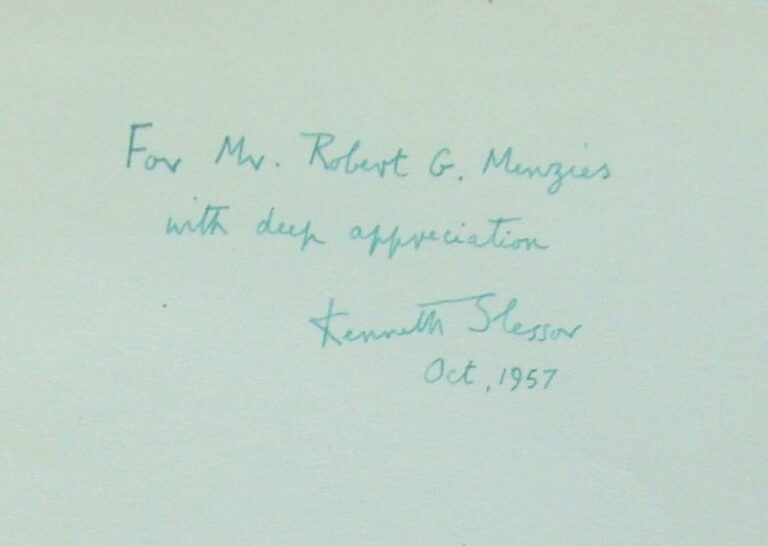 For Mr. Robert G. Menzies
with deep appreciation
Kenneth Slessor
Oct, 1957